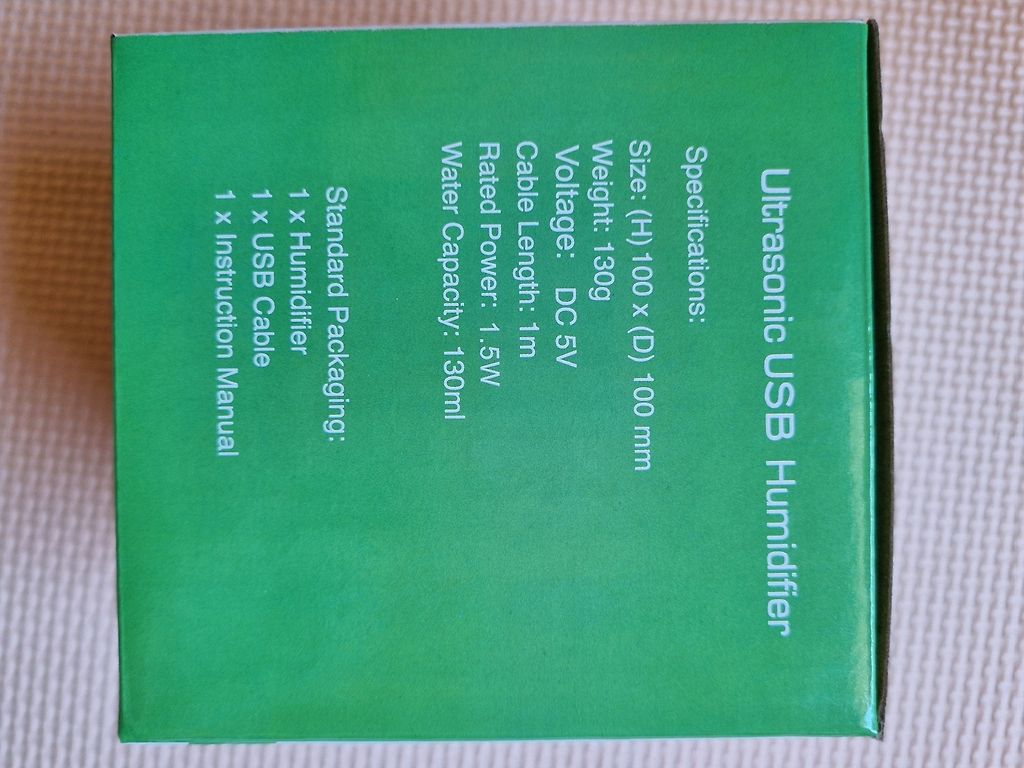 Ultrasonic USB Humidifier
Specifications:
Size: (H) 100 x (D) 100 mm
Weight: 130g
Voltage: DC 5V
Cable Length: 1m
Rated Power: 1.5W
Water Capacity: 130ml
Standard Packaging:
1 x Humidifier
1 x USB Cable
1 x Instruction Manual